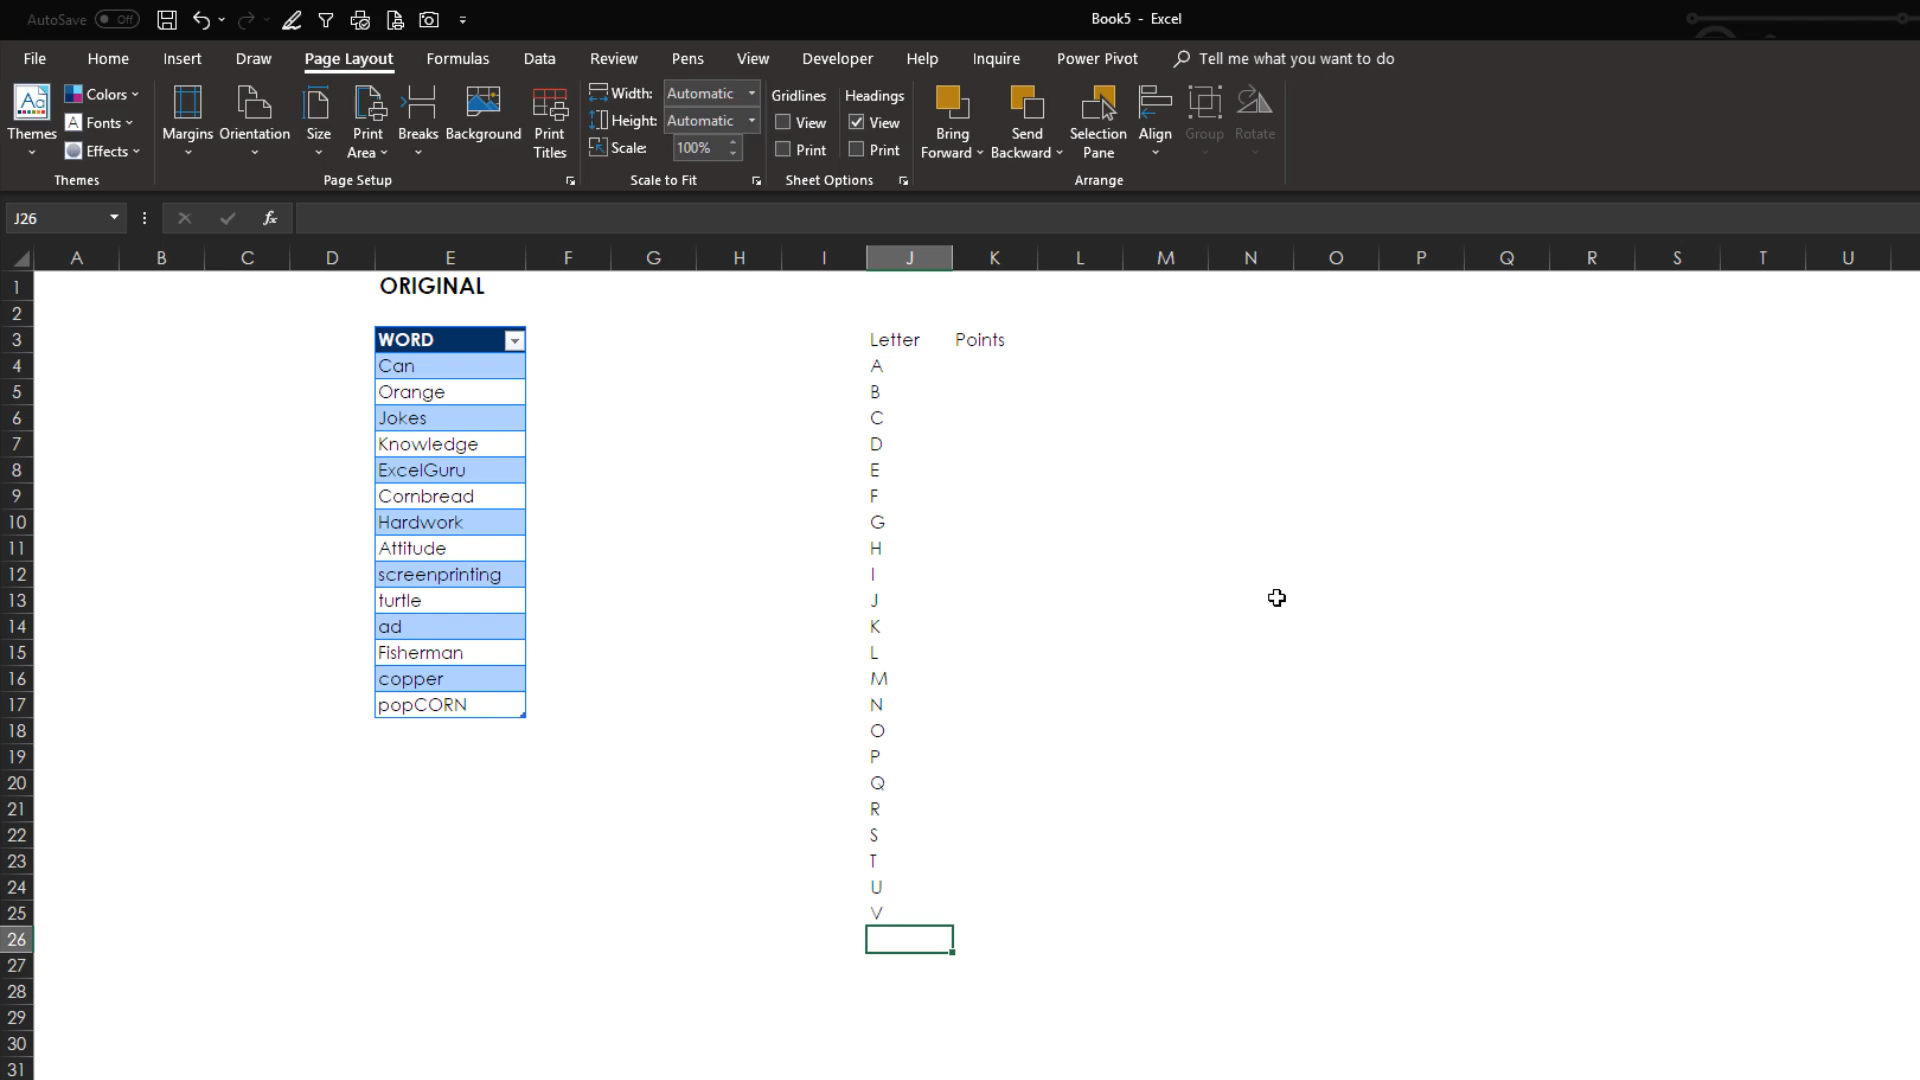 AutoSave Off
Book5 - Excel
File Home Insert Draw Page Layout Formulas Data Review Pens View Developer Help Inquire Power Pivot Tell me what you want to do
Themes
Colors
Fonts
Effects
Themes
Margins
Orientation
Size
Print Area
Breaks
Background
Print Titles
Page Setup
Width: Automatic
Height: Automatic
Scale: 100%
Scale to Fit
Gridlines
View
Print
Headings
View
Print
Sheet Options
Bring Forward
Send Backward
Selection Pane
Align
Group
Rotate
Arrange
J26
fx
A B C D E F G H I J K L M N O P Q R S T U
1 ORIGINAL
2
3 WORD Letter Points
4 Can A
5 Orange B
6 Jokes C
7 Knowledge D
8 ExcelGuru E
9 Cornbread F
10 Hardwork G
11 Attitude H
12 screenprinting I
13 turtle J
14 ad K
15 Fisherman L
16 copper M
17 popCORN N
18 O
19 P
20 Q
21 R
22 S
23 T
24 U
25 V
26
27
28
29
30
31